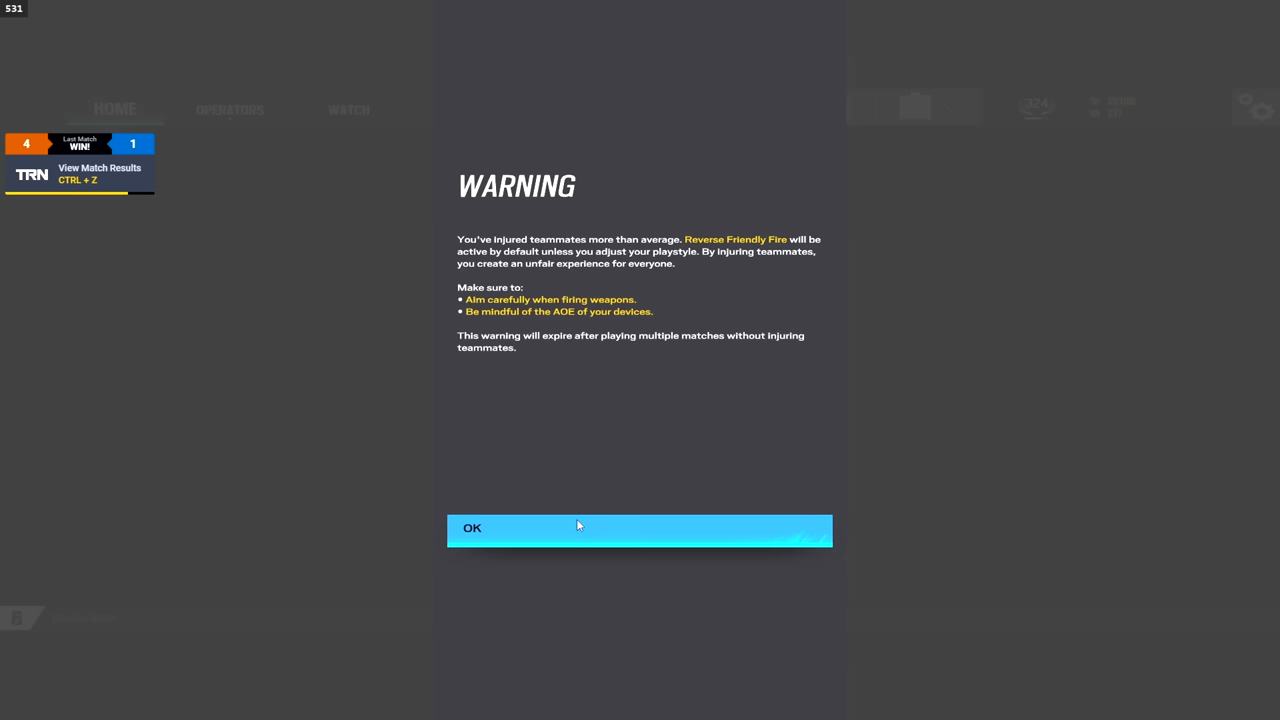 531
HOME
OPERATORS
WATCH
324
4
Last Match
WIN!
1
TRN
View Match Results
CTRL + Z
WARNING
You've injured teammates more than average. Reverse Friendly Fire will be
active by default unless you adjust your playstyle. By injuring teammates,
you create an unfair experience for everyone.
Make sure to:
• Aim carefully when firing weapons.
• Be mindful of the AOE of your devices.
This warning will expire after playing multiple matches without injuring
teammates.
OK